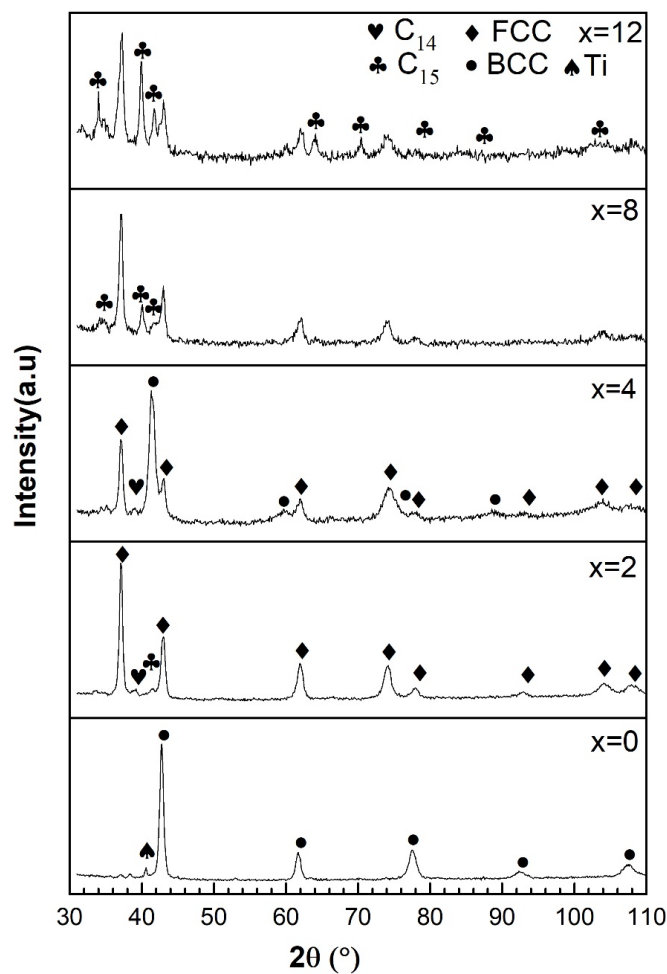 ♥ C₁₄ ♦ FCC x=12
♣ C₁₅ ● BCC ♠ Ti
x=8
x=4
x=2
x=0
Intensity(a.u)
30 40 50 60 70 80 90 100 110
2θ (°)